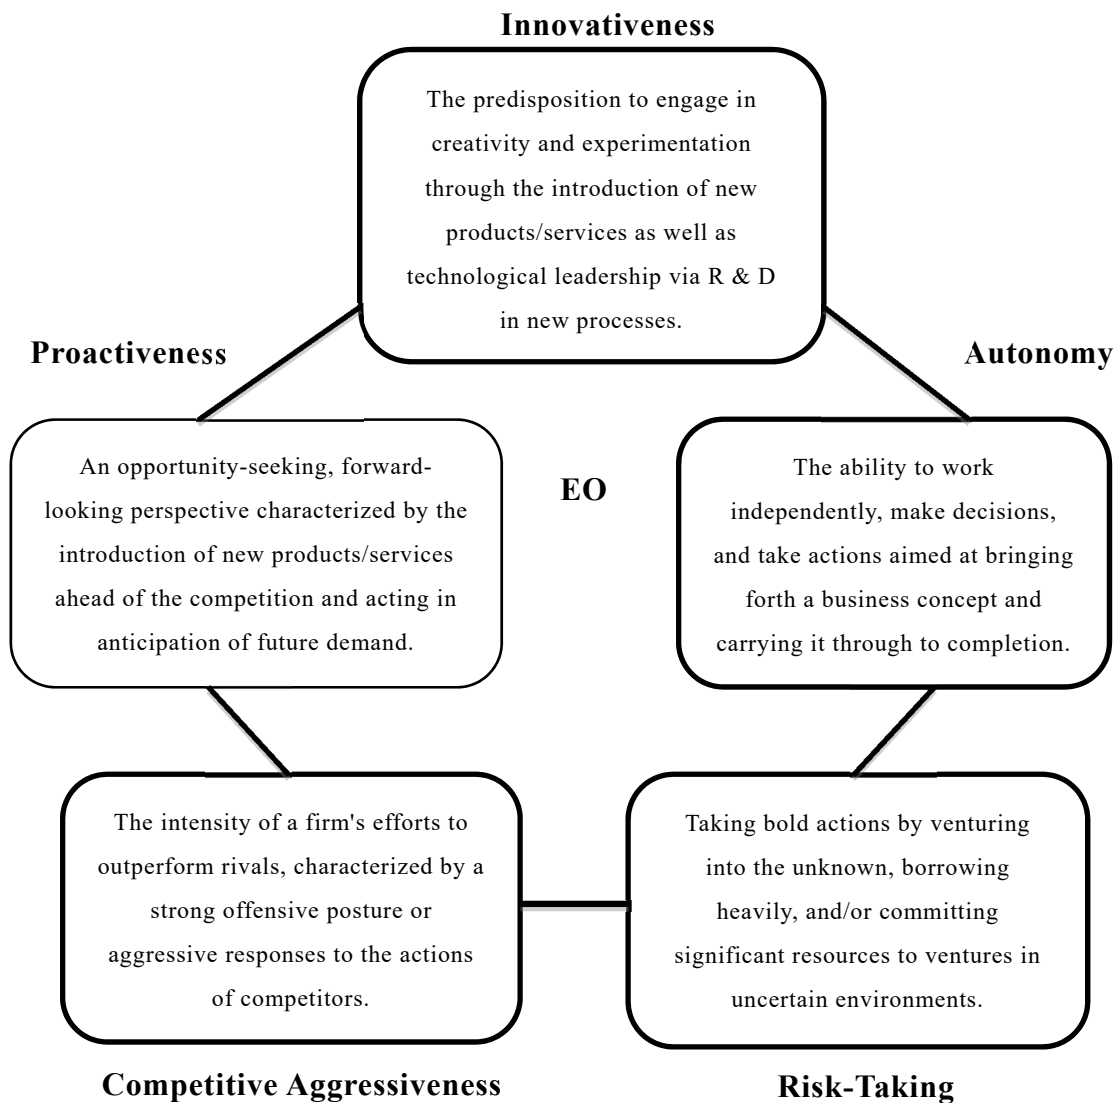 Innovativeness
The predisposition to engage in
creativity and experimentation
through the introduction of new
products/services as well as
technological leadership via R & D
in new processes.
Proactiveness
An opportunity-seeking, forward-
looking perspective characterized by the
introduction of new products/services
ahead of the competition and acting in
anticipation of future demand.
EO
Autonomy
The ability to work
independently, make decisions,
and take actions aimed at bringing
forth a business concept and
carrying it through to completion.
The intensity of a firm's efforts to
outperform rivals, characterized by a
strong offensive posture or
aggressive responses to the actions
of competitors.
Competitive Aggressiveness
Taking bold actions by venturing
into the unknown, borrowing
heavily, and/or committing
significant resources to ventures in
uncertain environments.
Risk-Taking